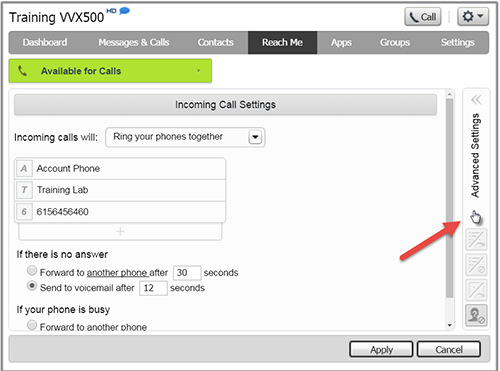 Training VVX500 HD
Call
Dashboard Messages & Calls Contacts Reach Me Apps Groups Settings
Available for Calls
Incoming Call Settings
Incoming calls will: Ring your phones together
A Account Phone
T Training Lab
6 6156456460
+
If there is no answer
Forward to another phone after 30 seconds
Send to voicemail after 12 seconds
If your phone is busy
Forward to another phone
Advanced Settings
Apply Cancel